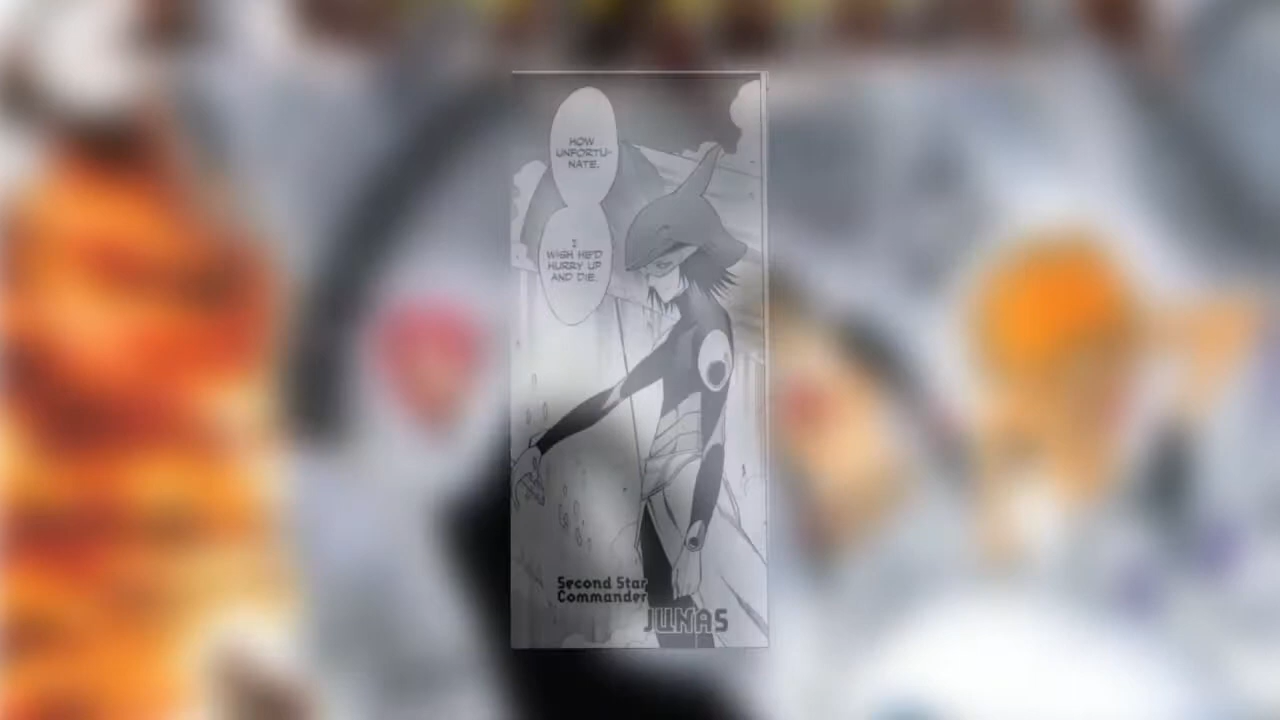 HOW
UNFORTU-
NATE.
I
WISH HE'D
HURRY UP
AND DIE.
Second Star
Commander
JUNAS